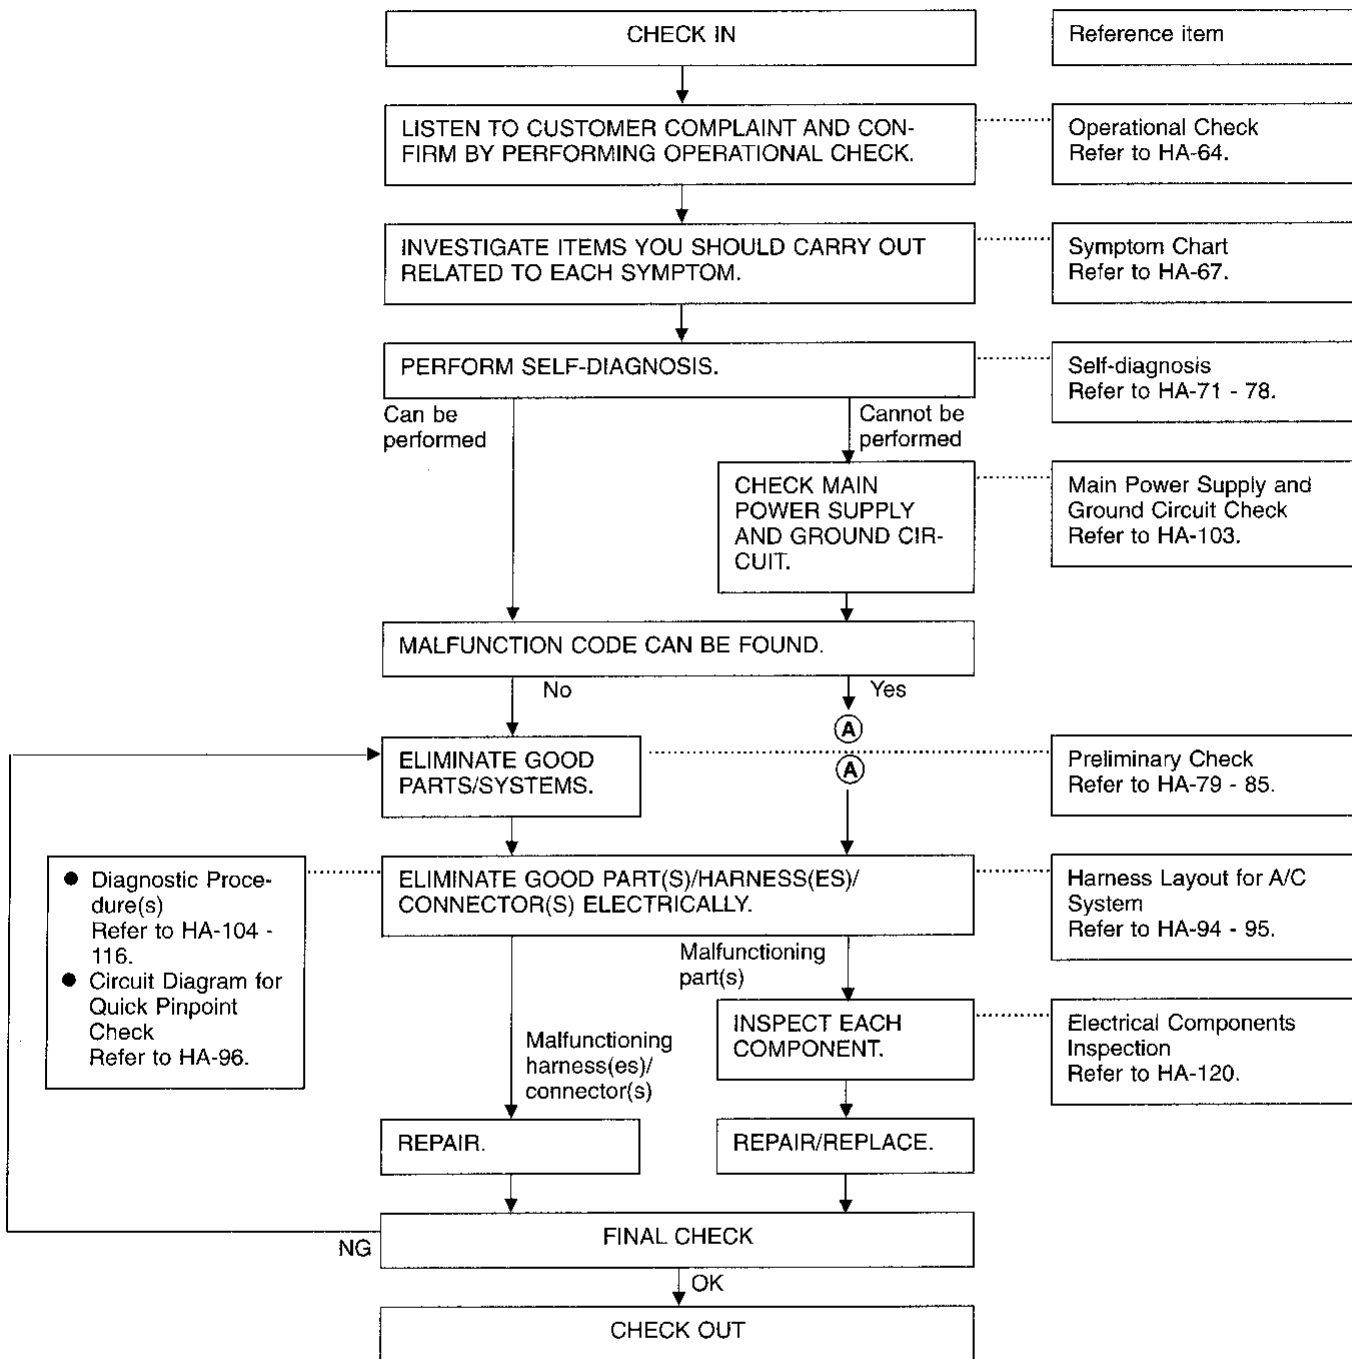 CHECK IN
Reference item
LISTEN TO CUSTOMER COMPLAINT AND CON-
FIRM BY PERFORMING OPERATIONAL CHECK.
Operational Check
Refer to HA-64.
INVESTIGATE ITEMS YOU SHOULD CARRY OUT
RELATED TO EACH SYMPTOM.
Symptom Chart
Refer to HA-67.
PERFORM SELF-DIAGNOSIS.
Self-diagnosis
Refer to HA-71 - 78.
Can be
performed
Cannot be
performed
CHECK MAIN
POWER SUPPLY
AND GROUND CIR-
CUIT.
Main Power Supply and
Ground Circuit Check
Refer to HA-103.
MALFUNCTION CODE CAN BE FOUND.
No
Yes
A
A
ELIMINATE GOOD
PARTS/SYSTEMS.
Preliminary Check
Refer to HA-79 - 85.
● Diagnostic Proce-
dure(s)
Refer to HA-104 -
116.
● Circuit Diagram for
Quick Pinpoint
Check
Refer to HA-96.
ELIMINATE GOOD PART(S)/HARNESS(ES)/
CONNECTOR(S) ELECTRICALLY.
Harness Layout for A/C
System
Refer to HA-94 - 95.
Malfunctioning
part(s)
Malfunctioning
harness(es)/
connector(s)
INSPECT EACH
COMPONENT.
Electrical Components
Inspection
Refer to HA-120.
REPAIR.
REPAIR/REPLACE.
FINAL CHECK
NG
OK
CHECK OUT